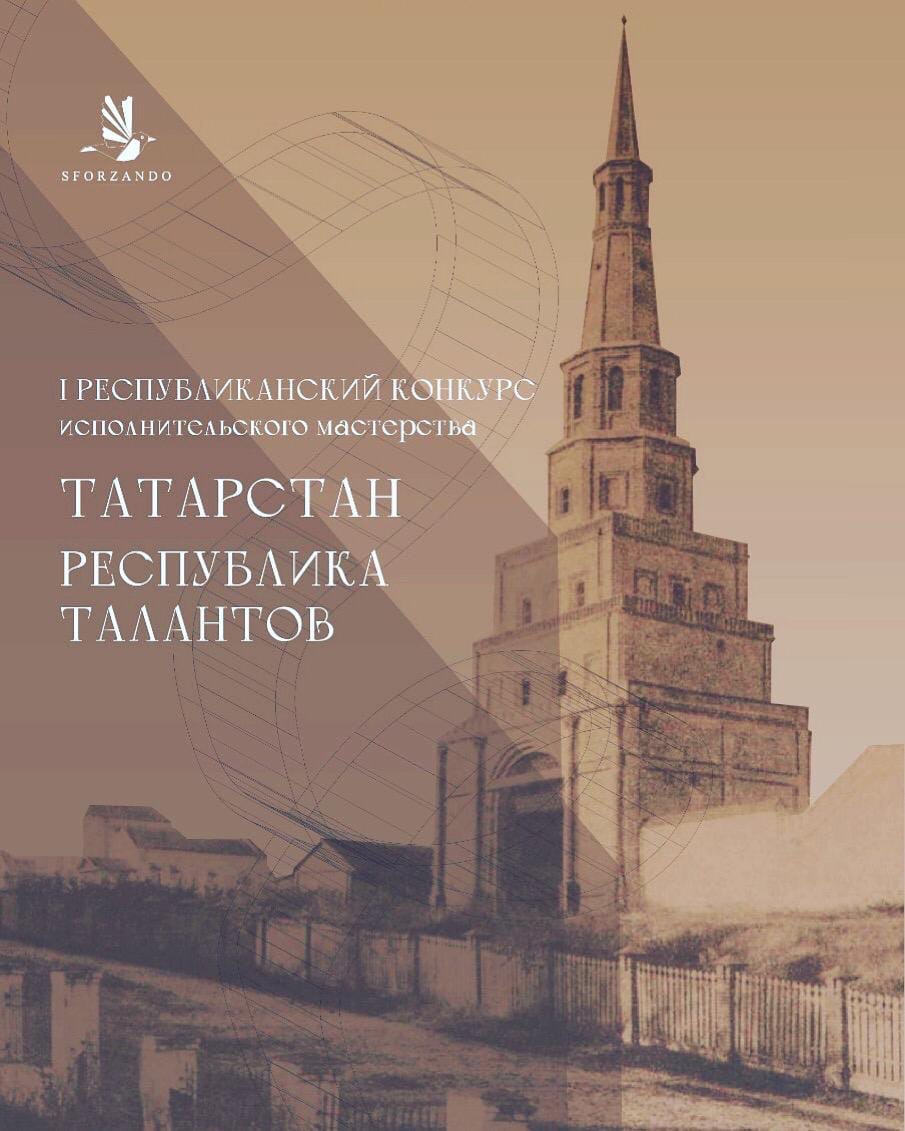 SFORZANDO
I РЕСПУБЛИКАНСКИЙ КОНКУРС
исполнительского мастерства
ТАТАРСТАН
РЕСПУБЛИКА
ТАЛАНТОВ